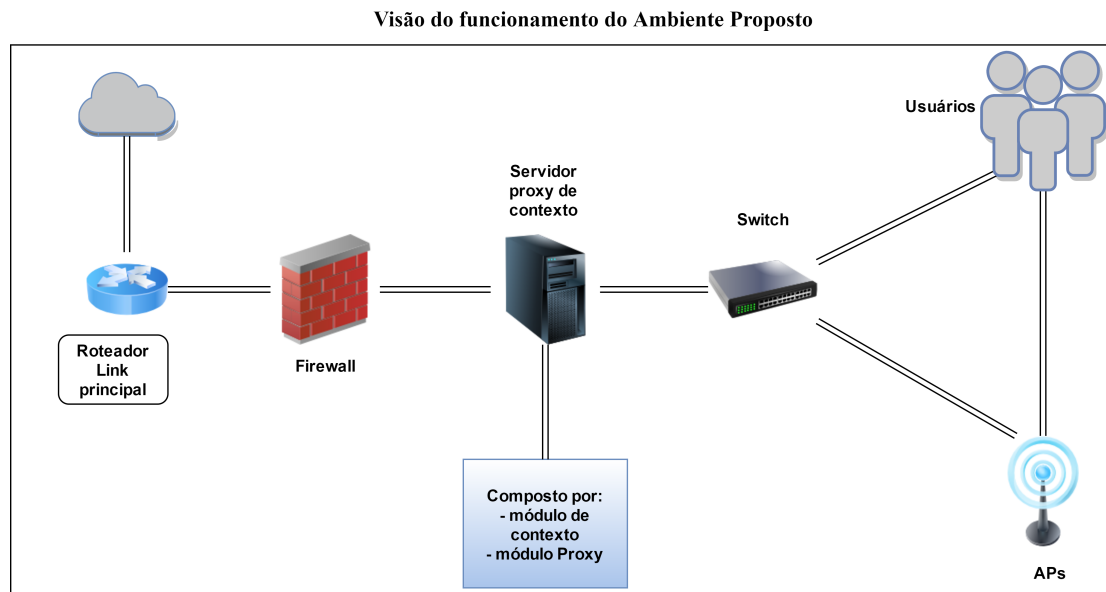 Visão do funcionamento do Ambiente Proposto
Usuários
Servidor
proxy de
contexto
Switch
Roteador
Link
principal
Firewall
Composto por:
- módulo de
contexto
- módulo Proxy
APs